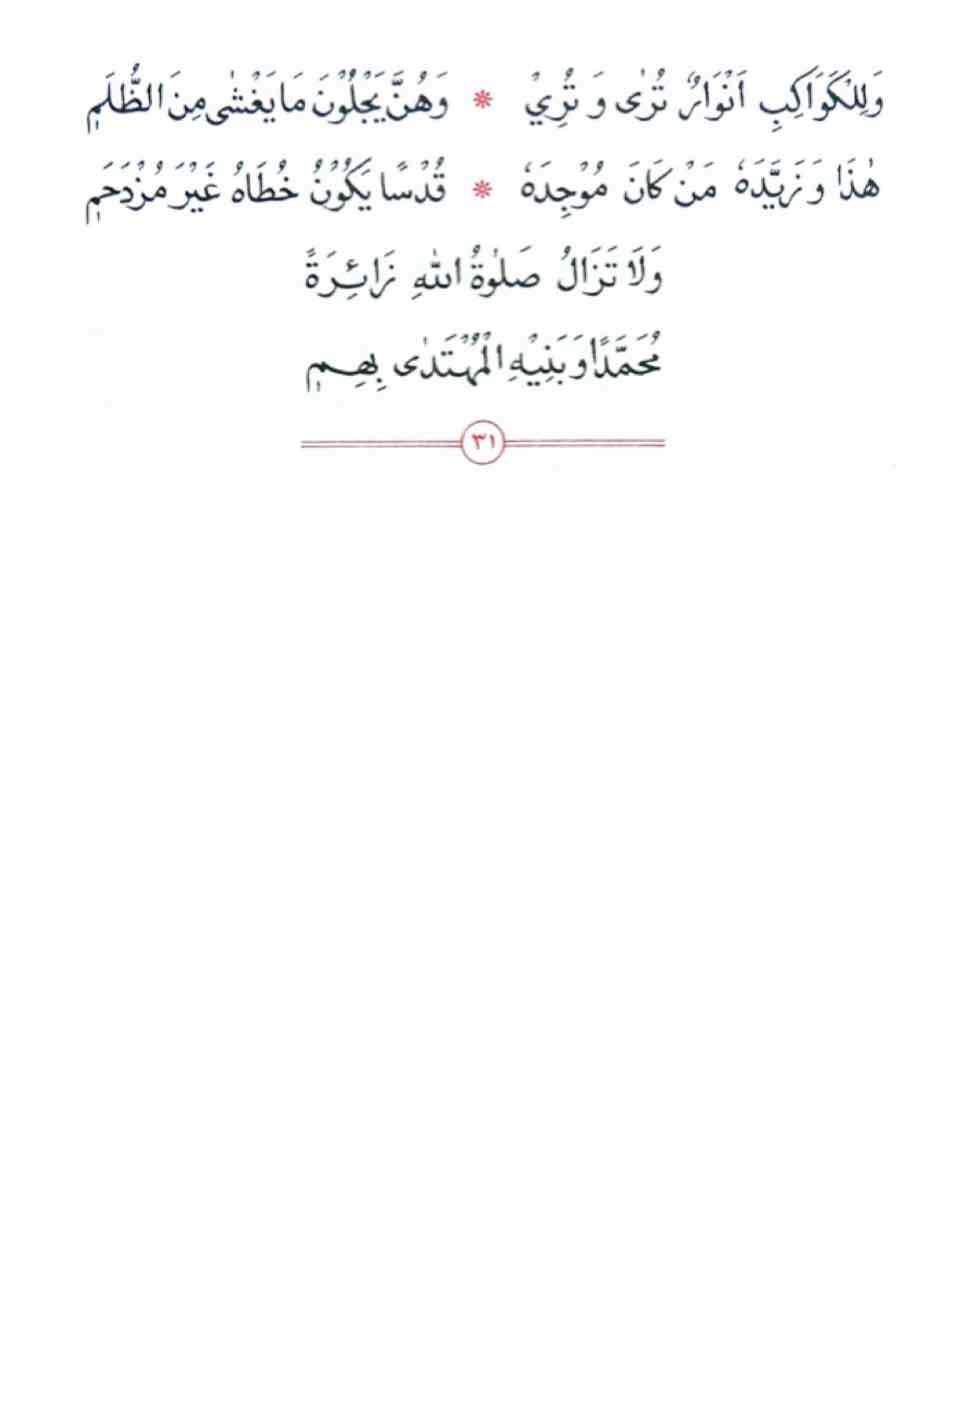 وَلِلْكَوَاكِبِ اَنْوَارٌ تُرٰى وَ تُرِيْ * وَهُنَّ يَجْلُوْنَ مَا يَغْشٰى مِنَ الظُّلَمِ
هٰذَا وَ نَرٰيَّدَهٗ مَنْ كَانَ مُوْجِدَهٗ * قُدْسًا يَكُوْنُ خُطَاهُ غَيْرَ مُزْدَحَمِ
وَلَا تَزَالُ صَلٰوةُ اللّٰهِ زَائِرَةً
مُحَمَّدًا وَ بَنِيْهِ الْمُهْتَدٰى بِهِمِ
٣١